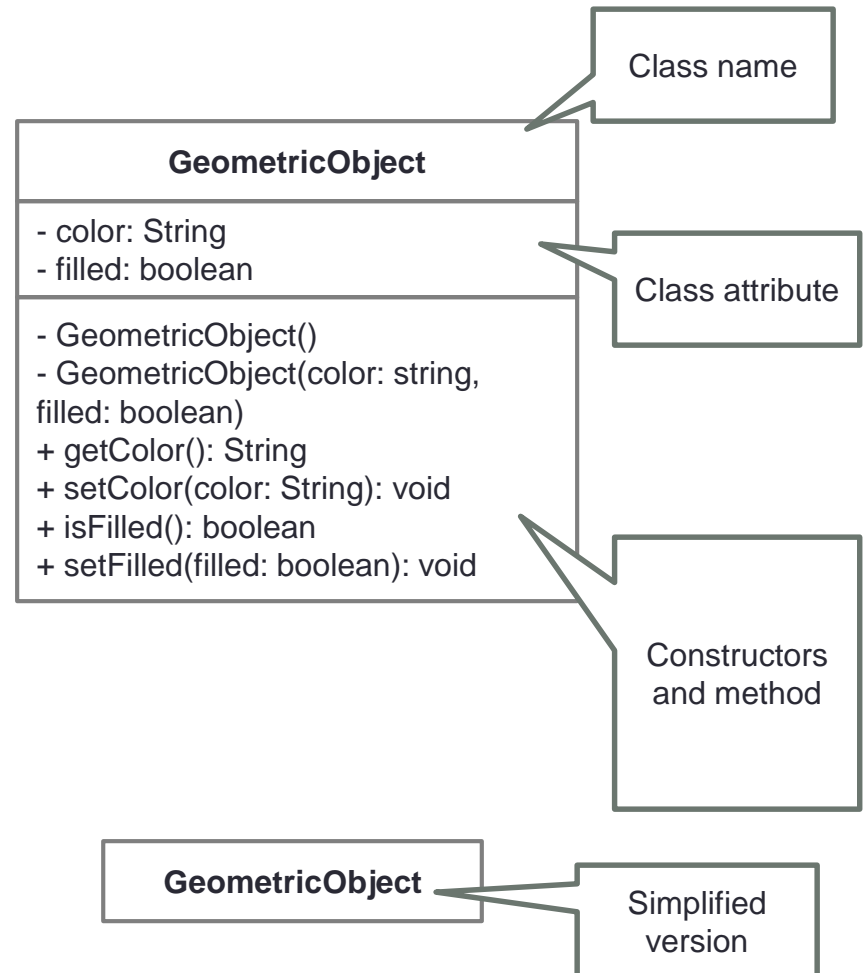 Class name
GeometricObject
- color: String
- filled: boolean
Class attribute
- GeometricObject()
- GeometricObject(color: string,
filled: boolean)
+ getColor(): String
+ setColor(color: String): void
+ isFilled(): boolean
+ setFilled(filled: boolean): void
Constructors
and method
GeometricObject
Simplified
version